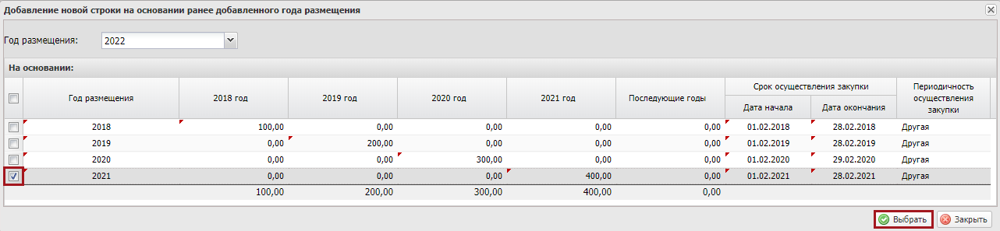 Добавление новой строки на основании ранее добавленного года размещения
Год размещения: 2022
На основании:
Год размещения 2018 год 2019 год 2020 год 2021 год Последующие годы Срок осуществления закупки Периодичность осуществления закупки
Дата начала Дата окончания
2018 100,00 0,00 0,00 0,00 0,00 01.02.2018 28.02.2018 Другая
2019 0,00 200,00 0,00 0,00 0,00 01.02.2019 28.02.2019 Другая
2020 0,00 0,00 300,00 0,00 0,00 01.02.2020 29.02.2020 Другая
2021 0,00 0,00 0,00 400,00 0,00 01.02.2021 28.02.2021 Другая
100,00 200,00 300,00 400,00 0,00
Выбрать Закрыть